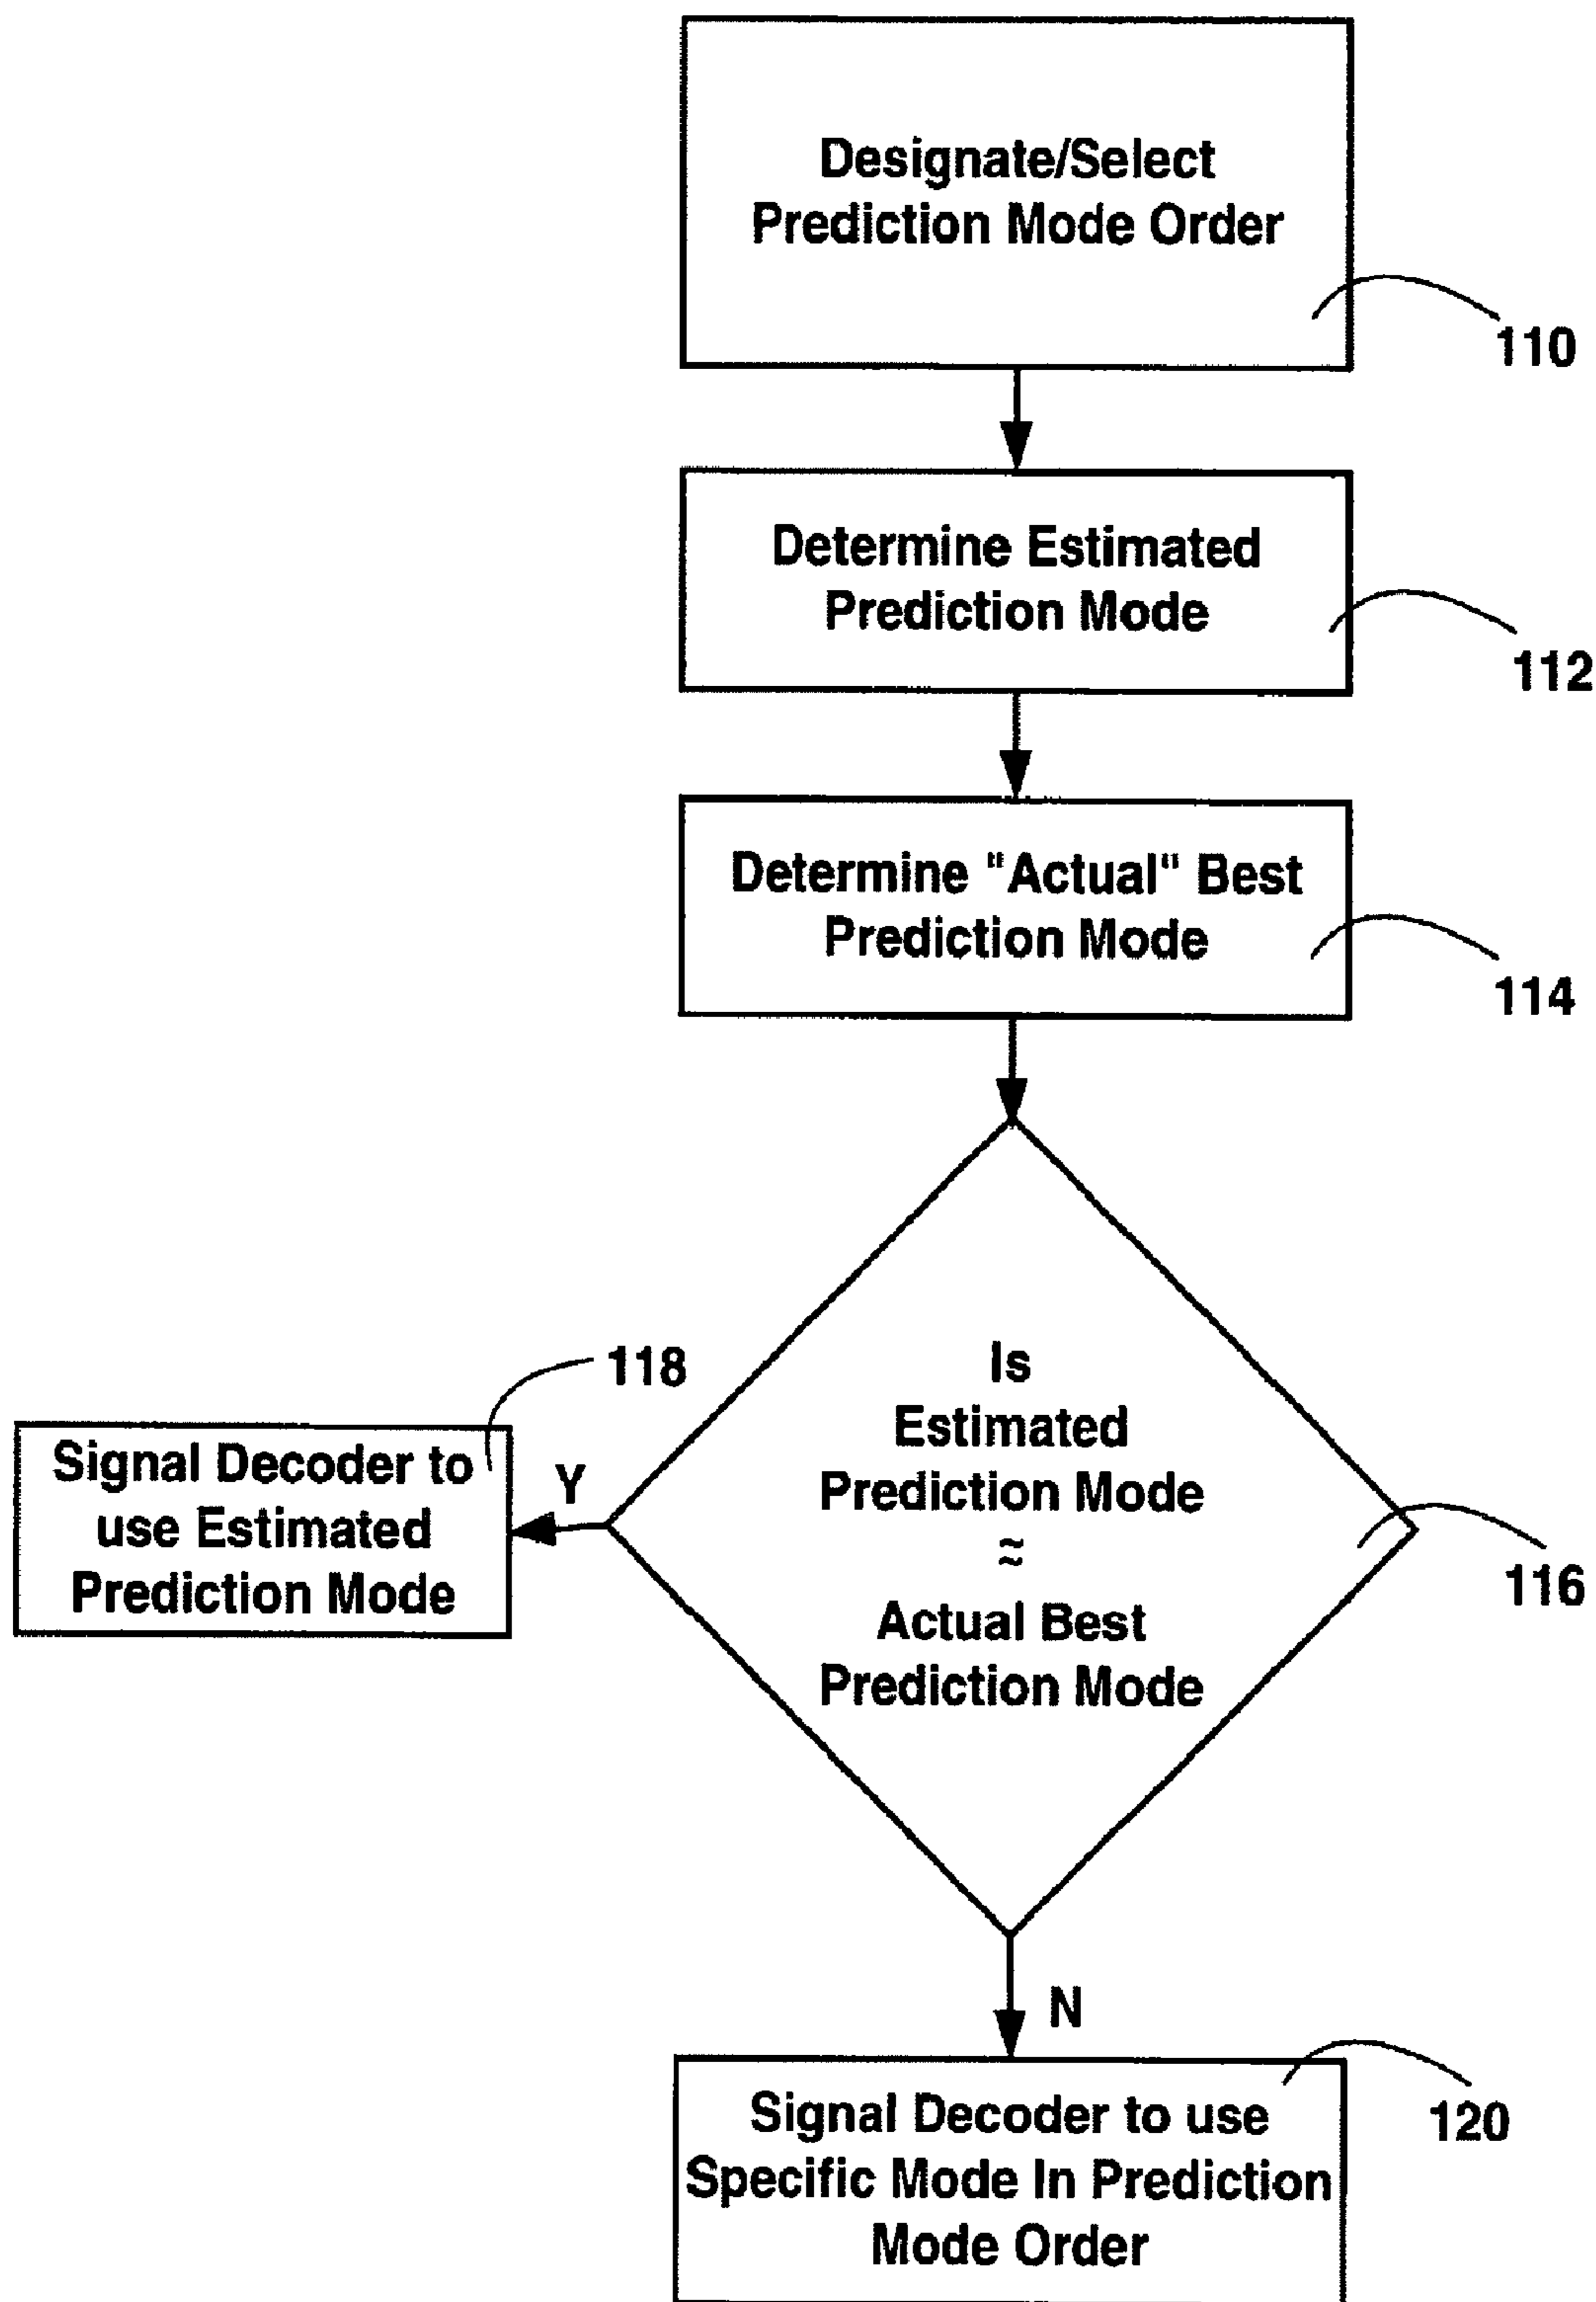 Designate/Select
Prediction Mode Order
110
Determine Estimated
Prediction Mode
112
Determine "Actual" Best
Prediction Mode
114
Is
Estimated
Prediction Mode
≈
Actual Best
Prediction Mode
116
Y
118
Signal Decoder to
use Estimated
Prediction Mode
N
Signal Decoder to use
Specific Mode In Prediction
Mode Order
120